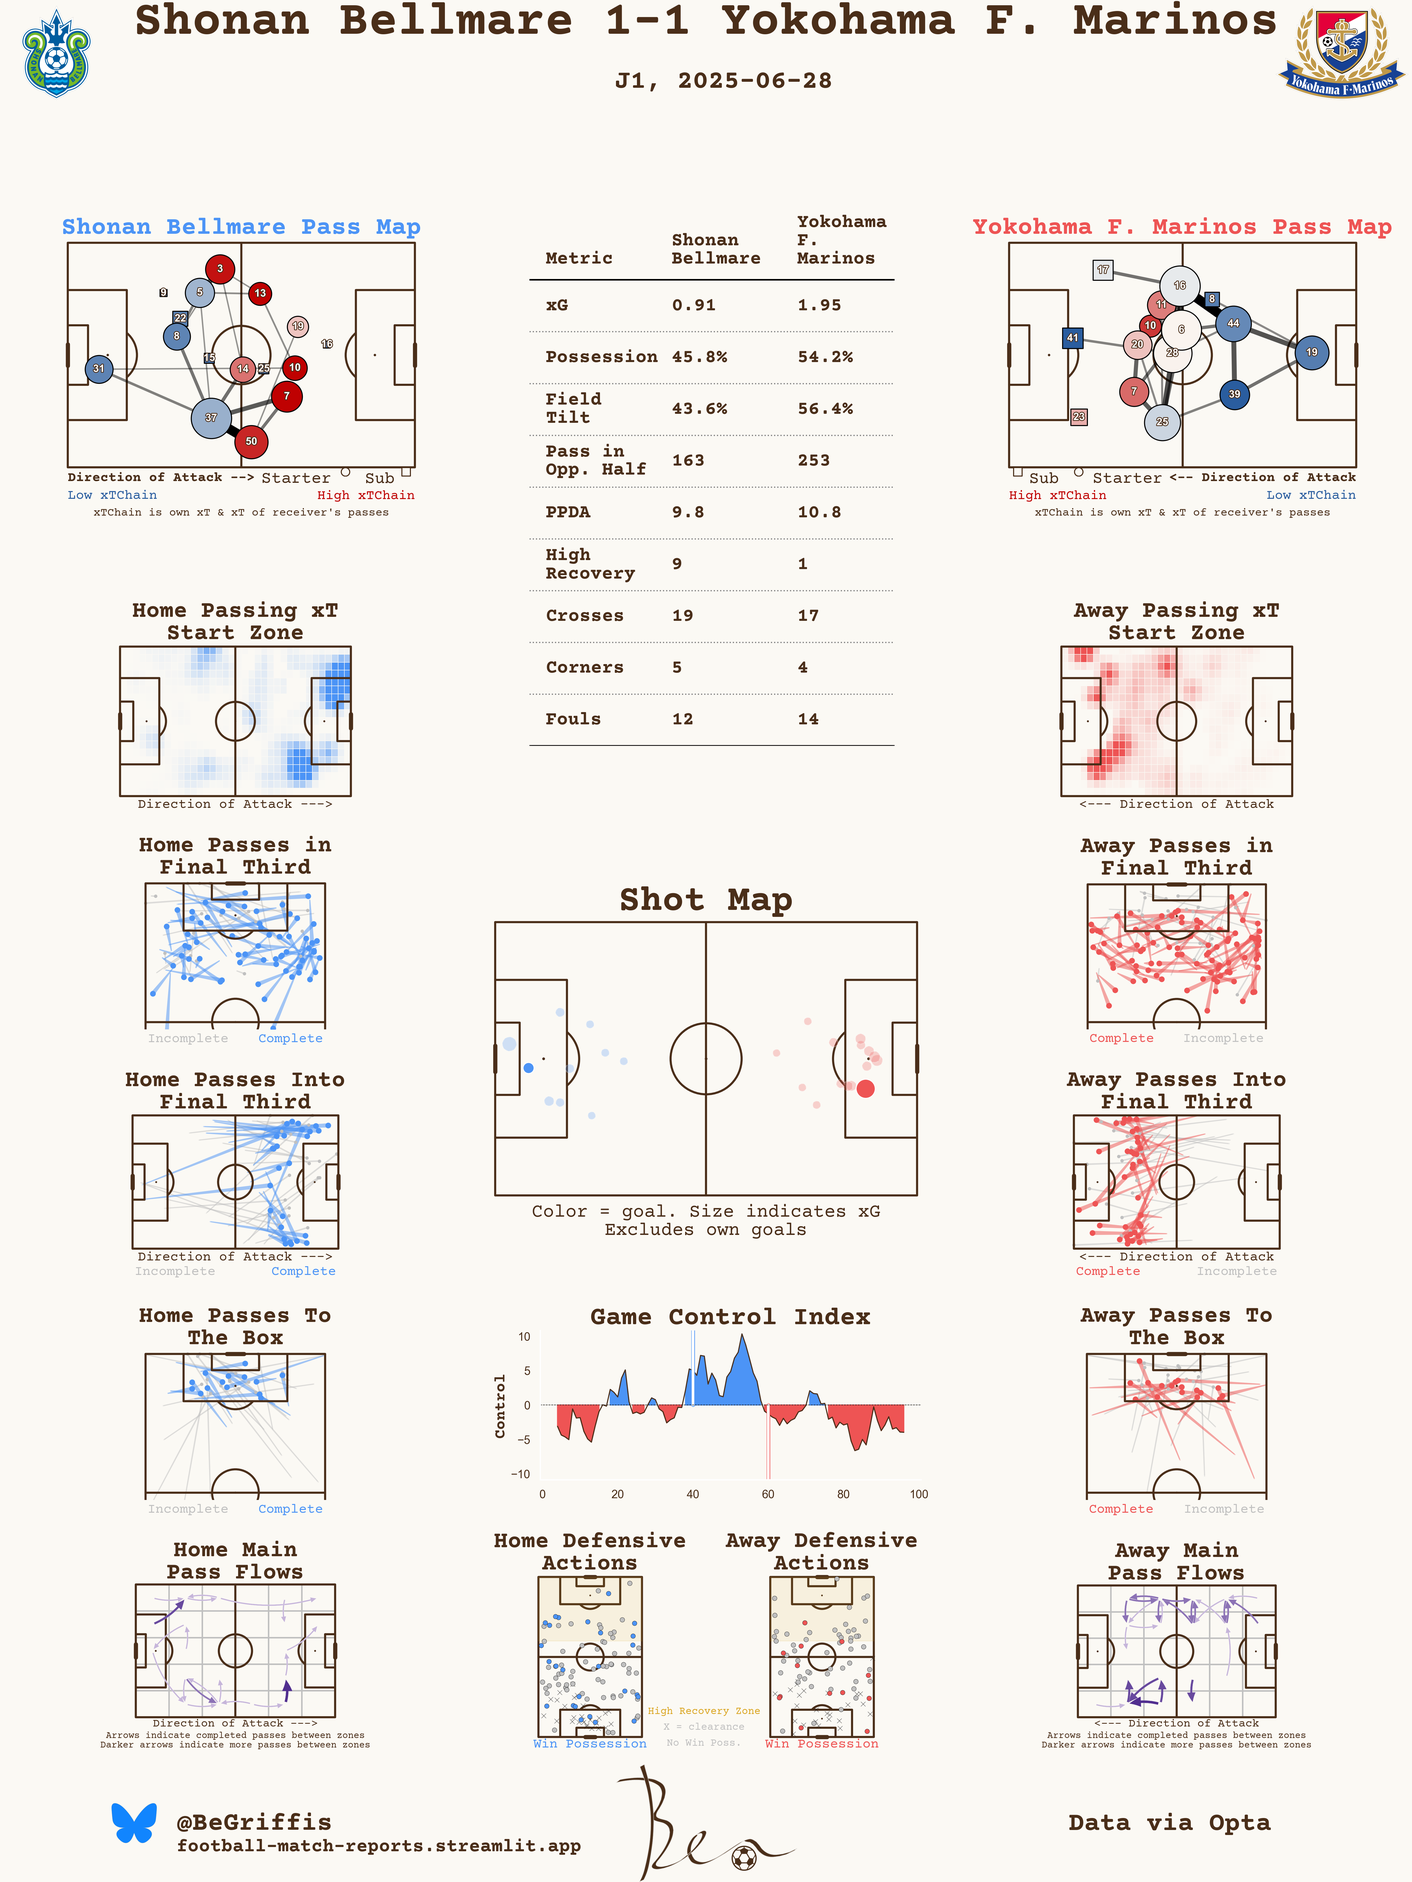 Shonan Bellmare 1-1 Yokohama F. Marinos
J1, 2025-06-28
SHONAN BELLMARE
Yokohama F·Marinos
Shonan Bellmare Pass Map
3
5
13
9
22
8
19
15
16
31
14
25
10
7
37
50
Direction of Attack --> Starter Sub
Low xTChain High xTChain
xTChain is own xT & xT of receiver's passes
Metric Shonan Bellmare Yokohama F. Marinos
xG 0.91 1.95
Possession 45.8% 54.2%
Field Tilt 43.6% 56.4%
Pass in Opp. Half 163 253
PPDA 9.8 10.8
High Recovery 9 1
Crosses 19 17
Corners 5 4
Fouls 12 14
Yokohama F. Marinos Pass Map
17
16
11
8
10
6
44
41
20
28
19
7
39
23
25
Sub Starter <-- Direction of Attack
High xTChain Low xTChain
xTChain is own xT & xT of receiver's passes
Home Passing xT
Start Zone
Direction of Attack --->
Away Passing xT
Start Zone
<--- Direction of Attack
Home Passes in
Final Third
Incomplete Complete
Away Passes in
Final Third
Complete Incomplete
Shot Map
Color = goal. Size indicates xG
Excludes own goals
Home Passes Into
Final Third
Direction of Attack --->
Incomplete Complete
Away Passes Into
Final Third
<--- Direction of Attack
Complete Incomplete
Home Passes To
The Box
Incomplete Complete
Game Control Index
Control
10
5
0
−5
−10
0 20 40 60 80 100
Away Passes To
The Box
Complete Incomplete
Home Main
Pass Flows
Direction of Attack --->
Arrows indicate completed passes between zones
Darker arrows indicate more passes between zones
Home Defensive
Actions
Win Possession
High Recovery Zone
X = clearance
No Win Poss.
Away Defensive
Actions
Win Possession
Away Main
Pass Flows
<--- Direction of Attack
Arrows indicate completed passes between zones
Darker arrows indicate more passes between zones
@BeGriffis
football-match-reports.streamlit.app
Ben
Data via Opta